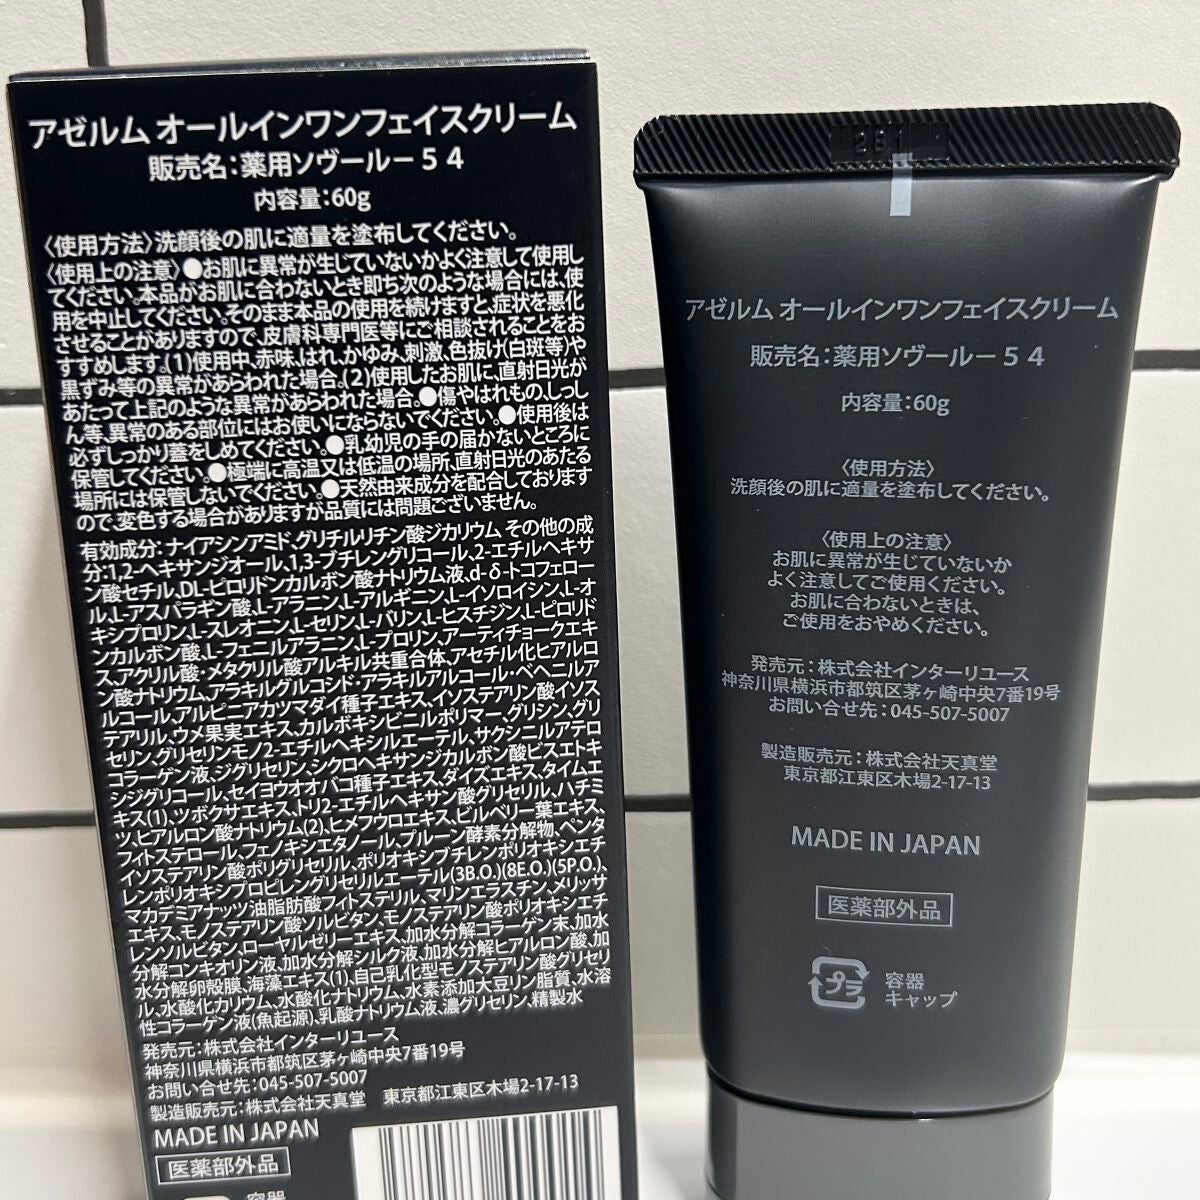 アゼルム オールインワンフェイスクリーム
販売名：薬用ソヴールー５４
内容量：60g
〈使用方法〉洗顔後の肌に適量を塗布してください。
〈使用上の注意〉●お肌に異常が生じていないかよく注意して使用し
てください。本品がお肌に合わないとき即ち次のような場合には、使
用を中止してください。そのまま本品の使用を続けますと、症状を悪化
させることがありますので、皮膚科専門医等にご相談されることをお
すすめします。(1)使用中、赤味、はれ、かゆみ、刺激、色抜け(白斑等)や
黒ずみ等の異常があらわれた場合。(2)使用したお肌に、直射日光が
あたって上記のような異常があらわれた場合。●傷やはれもの、しっし
ん等、異常のある部位にはお使いにならないでください。●使用後は
必ずしっかり蓋をしめてください。●乳幼児の手の届かないところに
保管してください。●極端に高温又は低温の場所、直射日光のあたる
場所には保管しないでください。●天然由来成分を配合しております
ので、変色する場合がありますが品質には問題ございません。
有効成分：ナイアシンアミド、グリチルリチン酸ジカリウム その他の成
分：1,2-ヘキサンジオール、1,3-ブチレングリコール、2-エチルヘキサ
ン酸セチル、DL-ピロリドンカルボン酸ナトリウム液、d-δ-トコフェロー
ル、L-アスパラギン酸、L-アラニン、L-アルギニン、L-イソロイシン、L-オ
キシプロリン、L-スレオニン、L-セリン、L-バリン、L-ヒスチジン、L-ピロリド
ンカルボン酸、L-フェニルアラニン、L-プロリン、アーティチョークエキ
ス、アクリル酸・メタクリル酸アルキル共重合体、アセチル化ヒアルロ
ン酸ナトリウム、アラキルグルコシド・アラキルアルコール・ベヘニルア
ルコール、アルピニアカツマダイ種子エキス、イソステアリン酸イソス
テアリル、ウメ果実エキス、カルボキシビニルポリマー、グリシン、グリ
セリン、グリセリンモノ2-エチルヘキシルエーテル、サクシニルアテロ
コラーゲン液、ジグリセリン、シクロヘキサンジカルボン酸ビスエトキ
シジグリコール、セイヨウオオバコ種子エキス、ダイズエキス、タイムエ
キス(1)、ツボクサエキス、トリ2-エチルヘキサン酸グリセリル、ハチミ
ツ、ヒアルロン酸ナトリウム(2)、ヒメフウロエキス、ビルベリー葉エキス、
フィトステロール、フェノキシエタノール、プルーン酵素分解物、ペンタ
イソステアリン酸ポリグリセリル、ポリオキシブチレンポリオキシエチ
レンポリオキシプロピレングリセリルエーテル(3B.O.)(8E.O.)(5P.O.)、
マカデミアナッツ油脂肪酸フィトステリル、マリンエラスチン、メリッサ
エキス、モノステアリン酸ソルビタン、モノステアリン酸ポリオキシエチ
レンソルビタン、ローヤルゼリーエキス、加水分解コラーゲン末、加水
分解コンキオリン液、加水分解シルク液、加水分解ヒアルロン酸、加
水分解卵殻膜、海藻エキス(1)、自己乳化型モノステアリン酸グリセリ
ル、水酸化カリウム、水酸化ナトリウム、水素添加大豆リン脂質、水溶
性コラーゲン液(魚起源)、乳酸ナトリウム液、濃グリセリン、精製水
発売元：株式会社インターリユース
神奈川県横浜市都筑区茅ヶ崎中央7番19号
お問い合せ先：045-507-5007
製造販売元：株式会社天真堂　東京都江東区木場2-17-13
MADE IN JAPAN
医薬部外品
容器
2B1
アゼルム オールインワンフェイスクリーム
販売名：薬用ソヴールー５４
内容量：60g
〈使用方法〉
洗顔後の肌に適量を塗布してください。
〈使用上の注意〉
お肌に異常が生じていないか
よく注意してご使用ください。
お肌に合わないときは、
ご使用をおやめください。
発売元：株式会社インターリユース
神奈川県横浜市都筑区茅ヶ崎中央7番19号
お問い合せ先：045-507-5007
製造販売元：株式会社天真堂
東京都江東区木場2-17-13
MADE IN JAPAN
医薬部外品
プラ
容器
キャップ